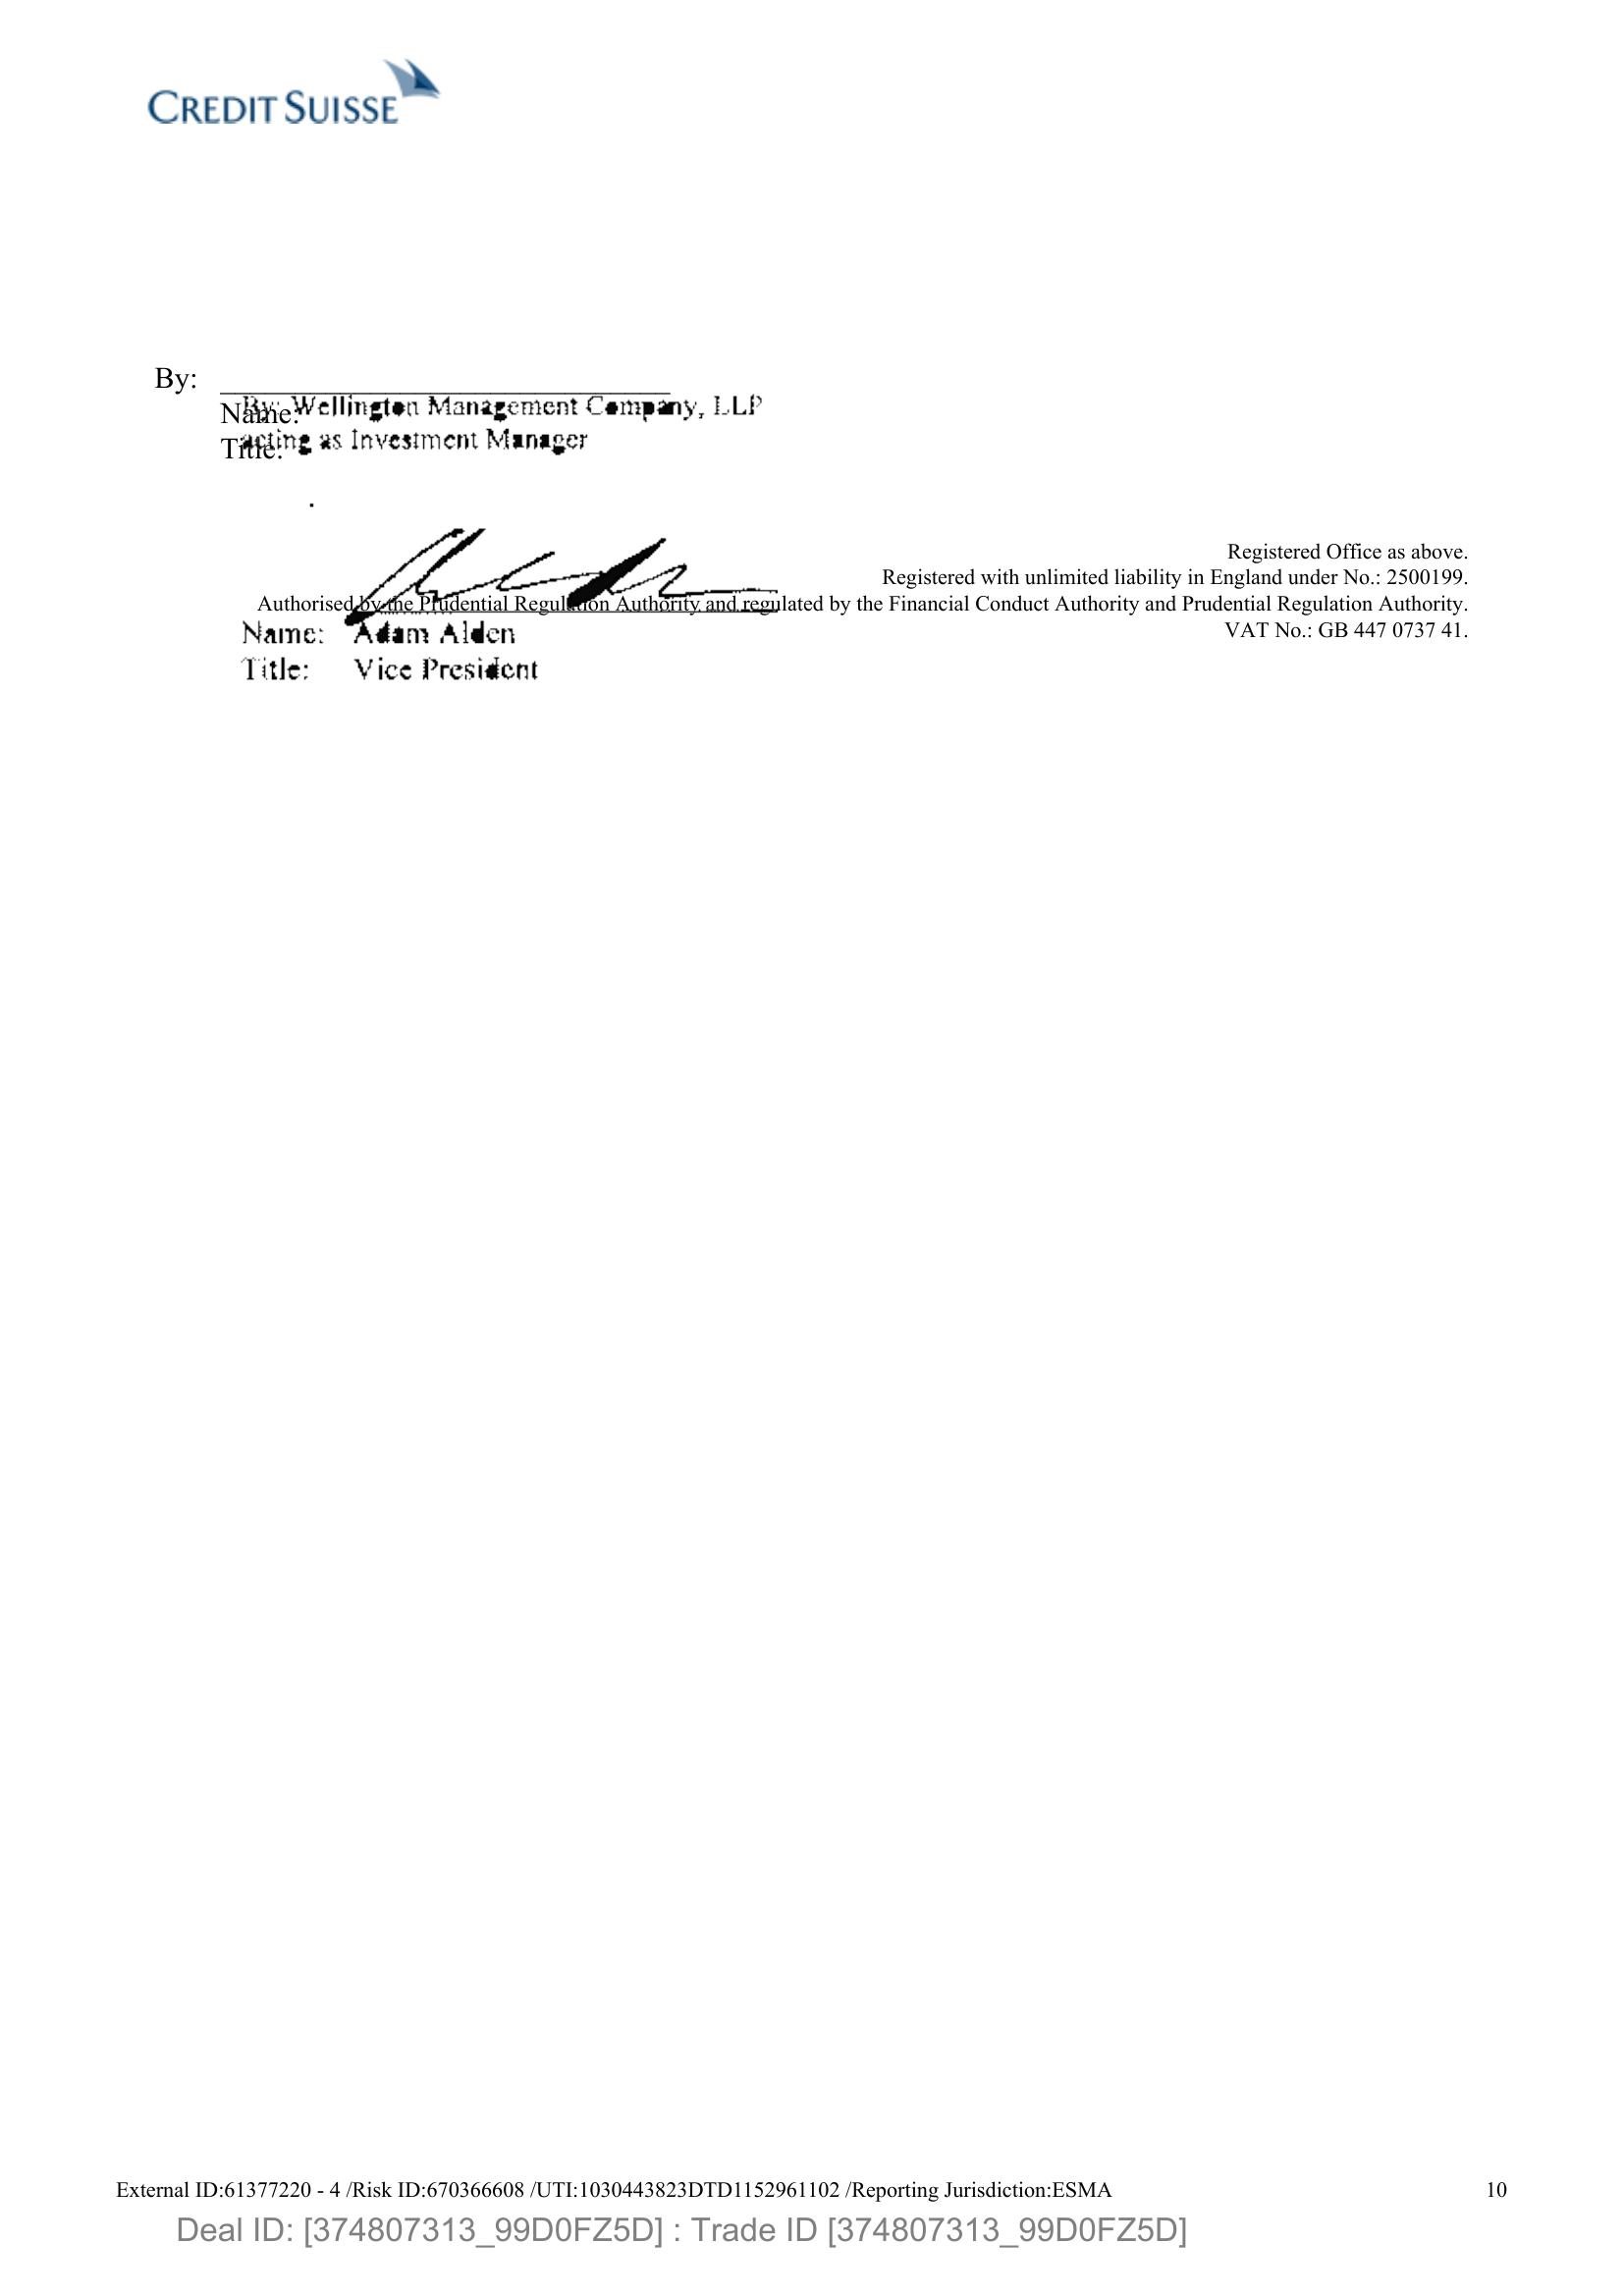 CREDIT SUISSE
By:
Name:
Title:
By: Wellington Management Company, LLP
acting as Investment Manager
Registered Office as above.
Registered with unlimited liability in England under No.: 2500199.
Authorised by the Prudential Regulation Authority and regulated by the Financial Conduct Authority and Prudential Regulation Authority.
VAT No.: GB 447 0737 41.
Name: Adam Alden
Title: Vice President
External ID:61377220 - 4 /Risk ID:670366608 /UTI:1030443823DTD1152961102 /Reporting Jurisdiction:ESMA 10
Deal ID: [374807313_99D0FZ5D] : Trade ID [374807313_99D0FZ5D]